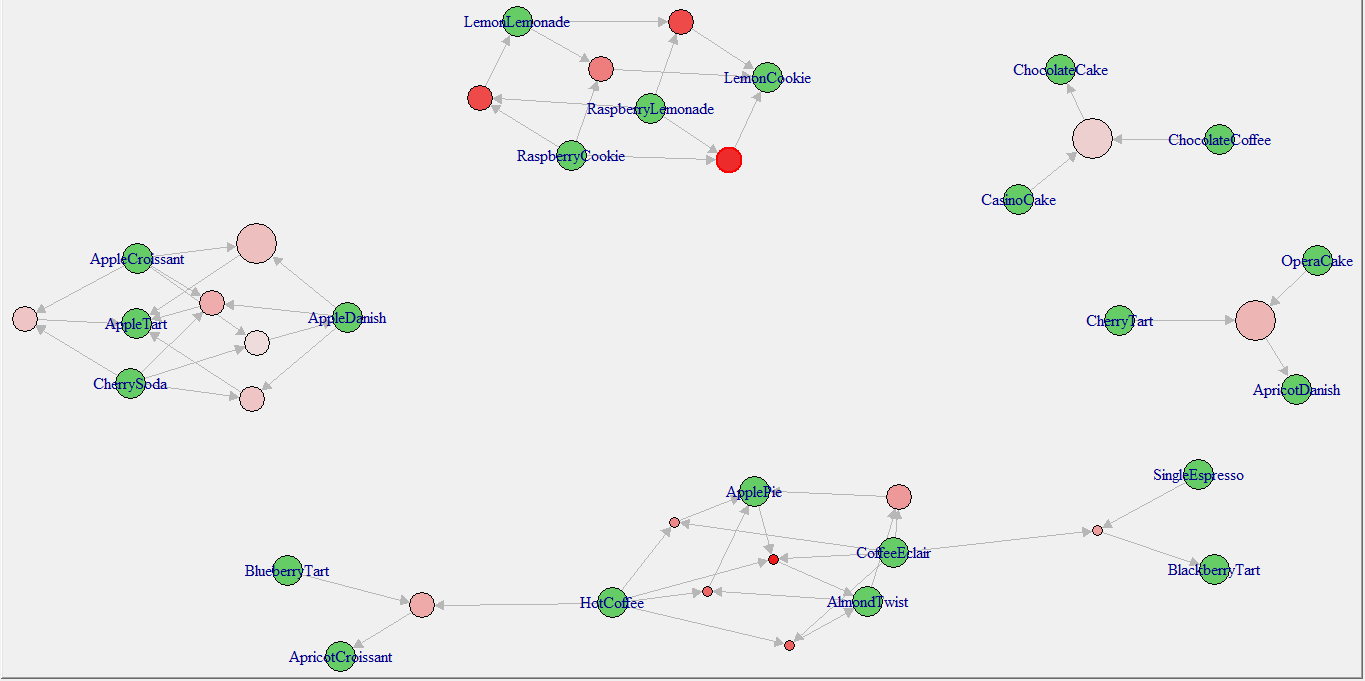 LemonLemonade
ChocolateCake
LemonCookie
RaspberryLemonade
ChocolateCoffee
RaspberryCookie
CasinoCake
AppleCroissant
OperaCake
AppleTart
AppleDanish
CherryTart
CherrySoda
ApricotDanish
SingleEspresso
ApplePie
CoffeeEclair
BlueberryTart
BlackberryTart
HotCoffee
AlmondTwist
ApricotCroissant